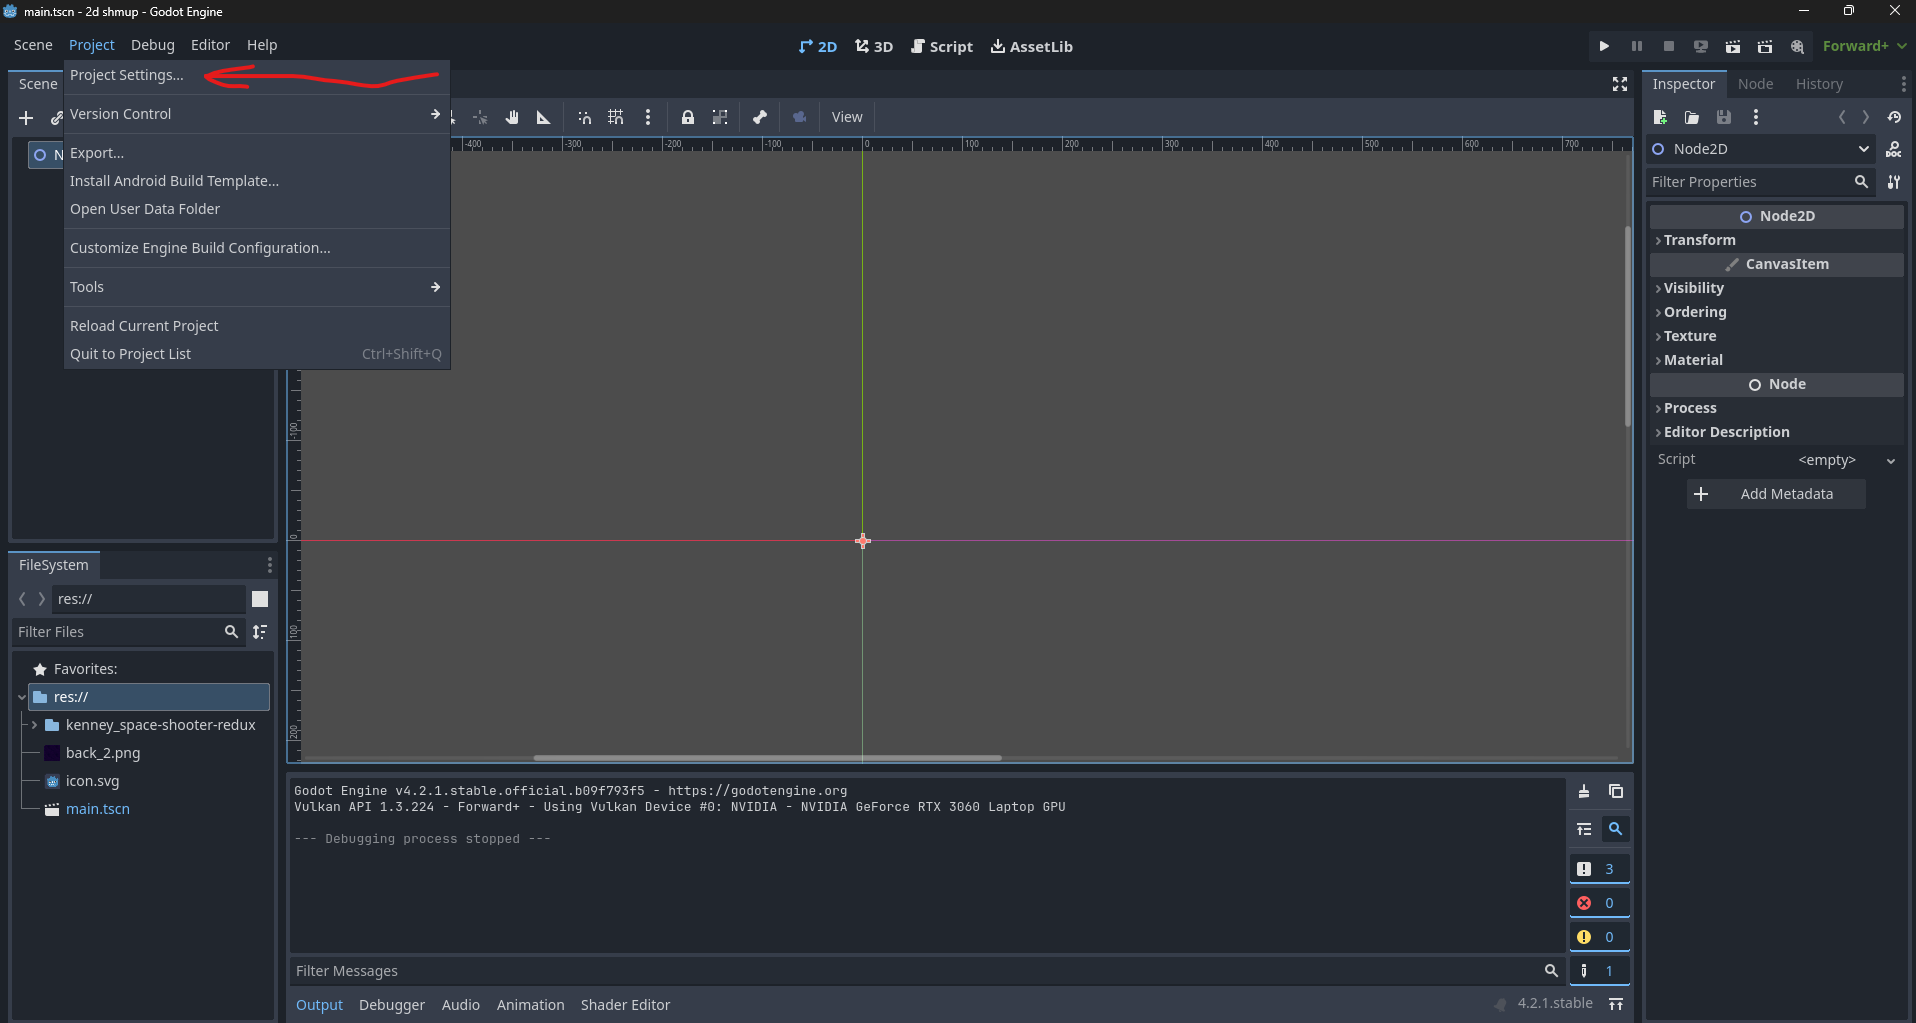 main.tscn - 2d shmup - Godot Engine
Scene Project Debug Editor Help
2D 3D Script AssetLib
Forward+
Project Settings...
Version Control
Export...
Install Android Build Template...
Open User Data Folder
Customize Engine Build Configuration...
Tools
Reload Current Project
Quit to Project List Ctrl+Shift+Q
Scene
N
View
-400 -300 -200 -100 0 100 200 300 400 500 600 700
-100
0
100
200
FileSystem
res://
Filter Files
Favorites:
res://
kenney_space-shooter-redux
back_2.png
icon.svg
main.tscn
Godot Engine v4.2.1.stable.official.b09f793f5 - https://godotengine.org
Vulkan API 1.3.224 - Forward+ - Using Vulkan Device #0: NVIDIA - NVIDIA GeForce RTX 3060 Laptop GPU
--- Debugging process stopped ---
3
0
0
1
Filter Messages
Output Debugger Audio Animation Shader Editor
4.2.1.stable
Inspector Node History
Node2D
Filter Properties
Node2D
Transform
CanvasItem
Visibility
Ordering
Texture
Material
Node
Process
Editor Description
Script <empty>
Add Metadata